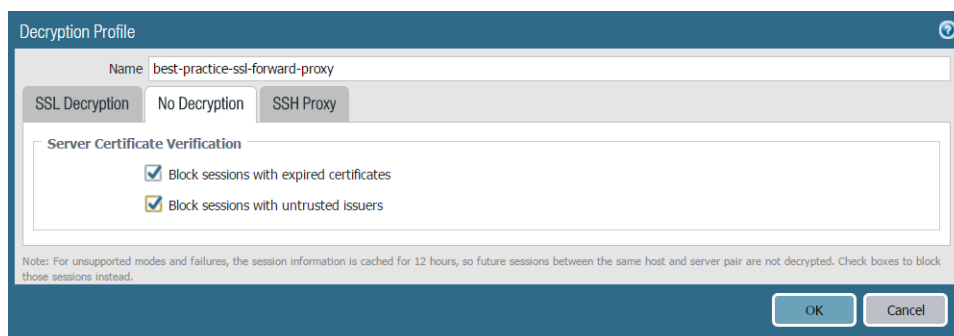 Decryption Profile
Name best-practice-ssl-forward-proxy
SSL Decryption No Decryption SSH Proxy
Server Certificate Verification
Block sessions with expired certificates
Block sessions with untrusted issuers
Note: For unsupported modes and failures, the session information is cached for 12 hours, so future sessions between the same host and server pair are not decrypted. Check boxes to block
those sessions instead.
OK Cancel